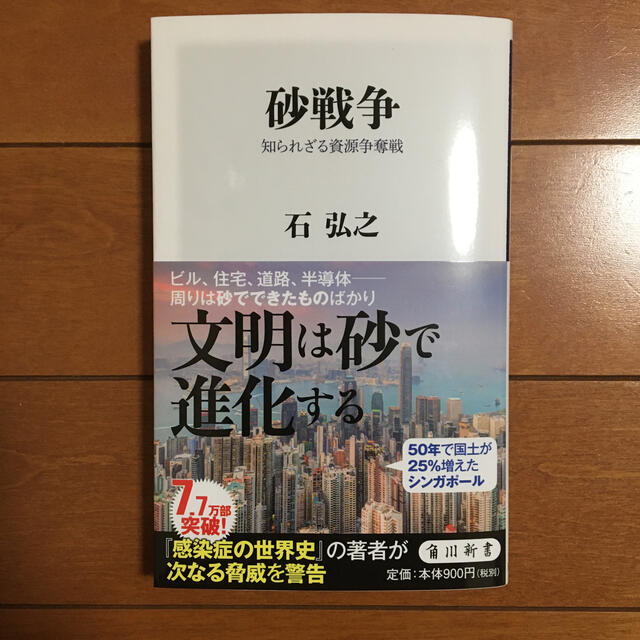 砂戦争
知られざる資源争奪戦
石 弘之
ビル、住宅、道路、半導体――
周りは砂でできたものばかり
文明は砂で
進化する
50年で国土が
25%増えた
シンガポール
7.7万部
突破!
『感染症の世界史』の著者が
次なる脅威を警告
角川新書
定価:本体900円(税別)